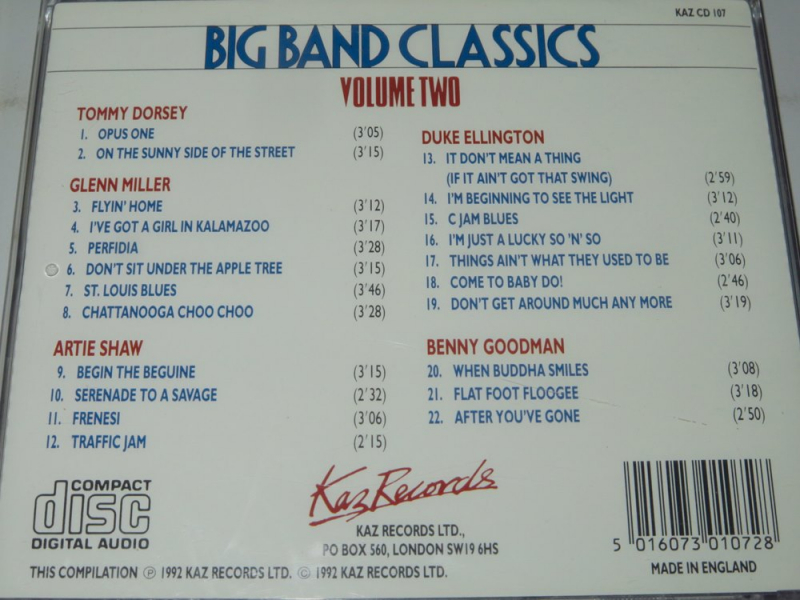 KAZ CD 107
BIG BAND CLASSICS
VOLUME TWO
TOMMY DORSEY
1. OPUS ONE (3'05)
2. ON THE SUNNY SIDE OF THE STREET (3'15)
GLENN MILLER
3. FLYIN' HOME (3'12)
4. I'VE GOT A GIRL IN KALAMAZOO (3'17)
5. PERFIDIA (3'28)
6. DON'T SIT UNDER THE APPLE TREE (3'15)
7. ST. LOUIS BLUES (3'46)
8. CHATTANOOGA CHOO CHOO (3'28)
ARTIE SHAW
9. BEGIN THE BEGUINE (3'15)
10. SERENADE TO A SAVAGE (2'32)
11. FRENESI (3'06)
12. TRAFFIC JAM (2'15)
DUKE ELLINGTON
13. IT DON'T MEAN A THING
(IF IT AIN'T GOT THAT SWING) (2'59)
14. I'M BEGINNING TO SEE THE LIGHT (3'12)
15. C JAM BLUES (2'40)
16. I'M JUST A LUCKY SO 'N' SO (3'11)
17. THINGS AIN'T WHAT THEY USED TO BE (3'06)
18. COME TO BABY DO! (2'46)
19. DON'T GET AROUND MUCH ANY MORE (3'19)
BENNY GOODMAN
20. WHEN BUDDHA SMILES (3'08)
21. FLAT FOOT FLOOGEE (3'18)
22. AFTER YOU'VE GONE (2'50)
COMPACT
disc
DIGITAL AUDIO
Kaz Records
KAZ RECORDS LTD.,
PO BOX 560, LONDON SW19 6HS
5 016073 010728
MADE IN ENGLAND
THIS COMPILATION Ⓟ 1992 KAZ RECORDS LTD. © 1992 KAZ RECORDS LTD.